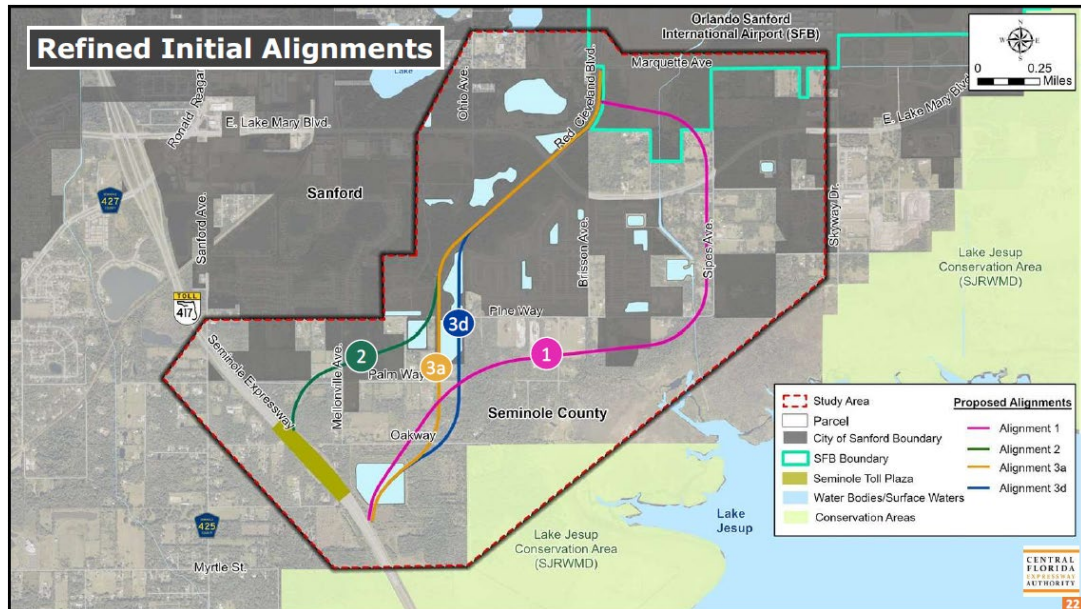 Refined Initial Alignments
Orlando Sanford
International Airport (SFB)
Marquette Ave
N
W
E
S
0
0.25
Miles
Lake
Ohio Ave.
Red Cleveland Blvd.
Ronald Reagan
E. Lake Mary Blvd.
E. Lake Mary Blvd.
SEMINOLE
427
COUNTY
Sanford
Sanford Ave.
Brisson Ave.
Sipes Ave.
Skyway Dr.
Lake Jesup
Conservation Area
(SJRWMD)
TOLL
417
Pine Way
3d
2
3a
1
Mellonville Ave.
Palm Way
Seminole Expressway
Seminole County
Oakway
SEMINOLE
425
COUNTY
Myrtle St.
Lake Jesup
Conservation Area
(SJRWMD)
Lake
Jesup
Study Area
Parcel
City of Sanford Boundary
SFB Boundary
Seminole Toll Plaza
Water Bodies/Surface Waters
Conservation Areas
Proposed Alignments
Alignment 1
Alignment 2
Alignment 3a
Alignment 3d
CENTRAL
FLORIDA
EXPRESSWAY
AUTHORITY
22